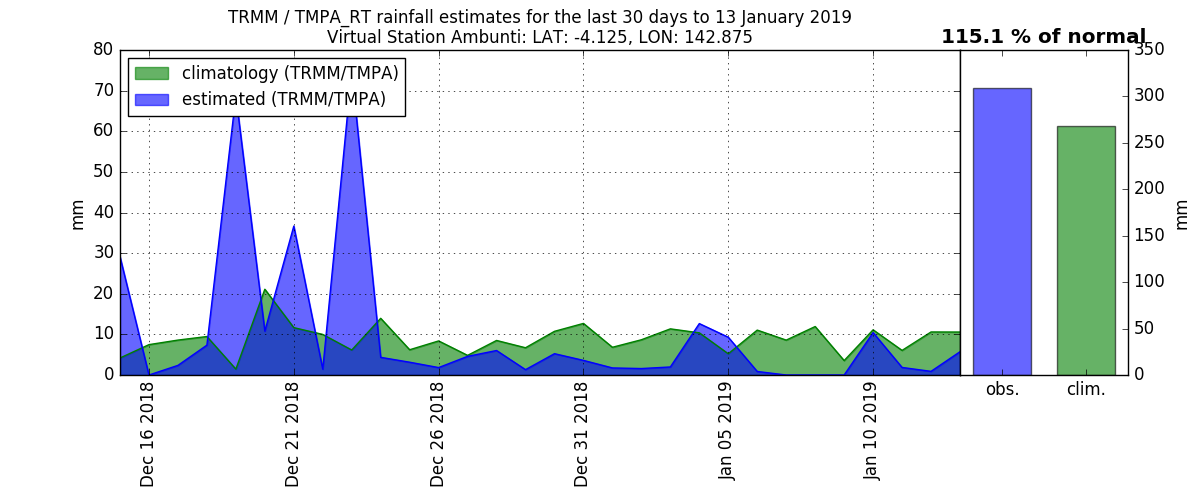 TRMM / TMPA_RT rainfall estimates for the last 30 days to 13 January 2019
Virtual Station Ambunti: LAT: -4.125, LON: 142.875
115.1 % of normal
climatology (TRMM/TMPA)
estimated (TRMM/TMPA)
80
70
60
50
40
30
20
10
0
mm
Dec 16 2018
Dec 21 2018
Dec 26 2018
Dec 31 2018
Jan 05 2019
Jan 10 2019
obs.
clim.
350
300
250
200
150
100
50
0
mm